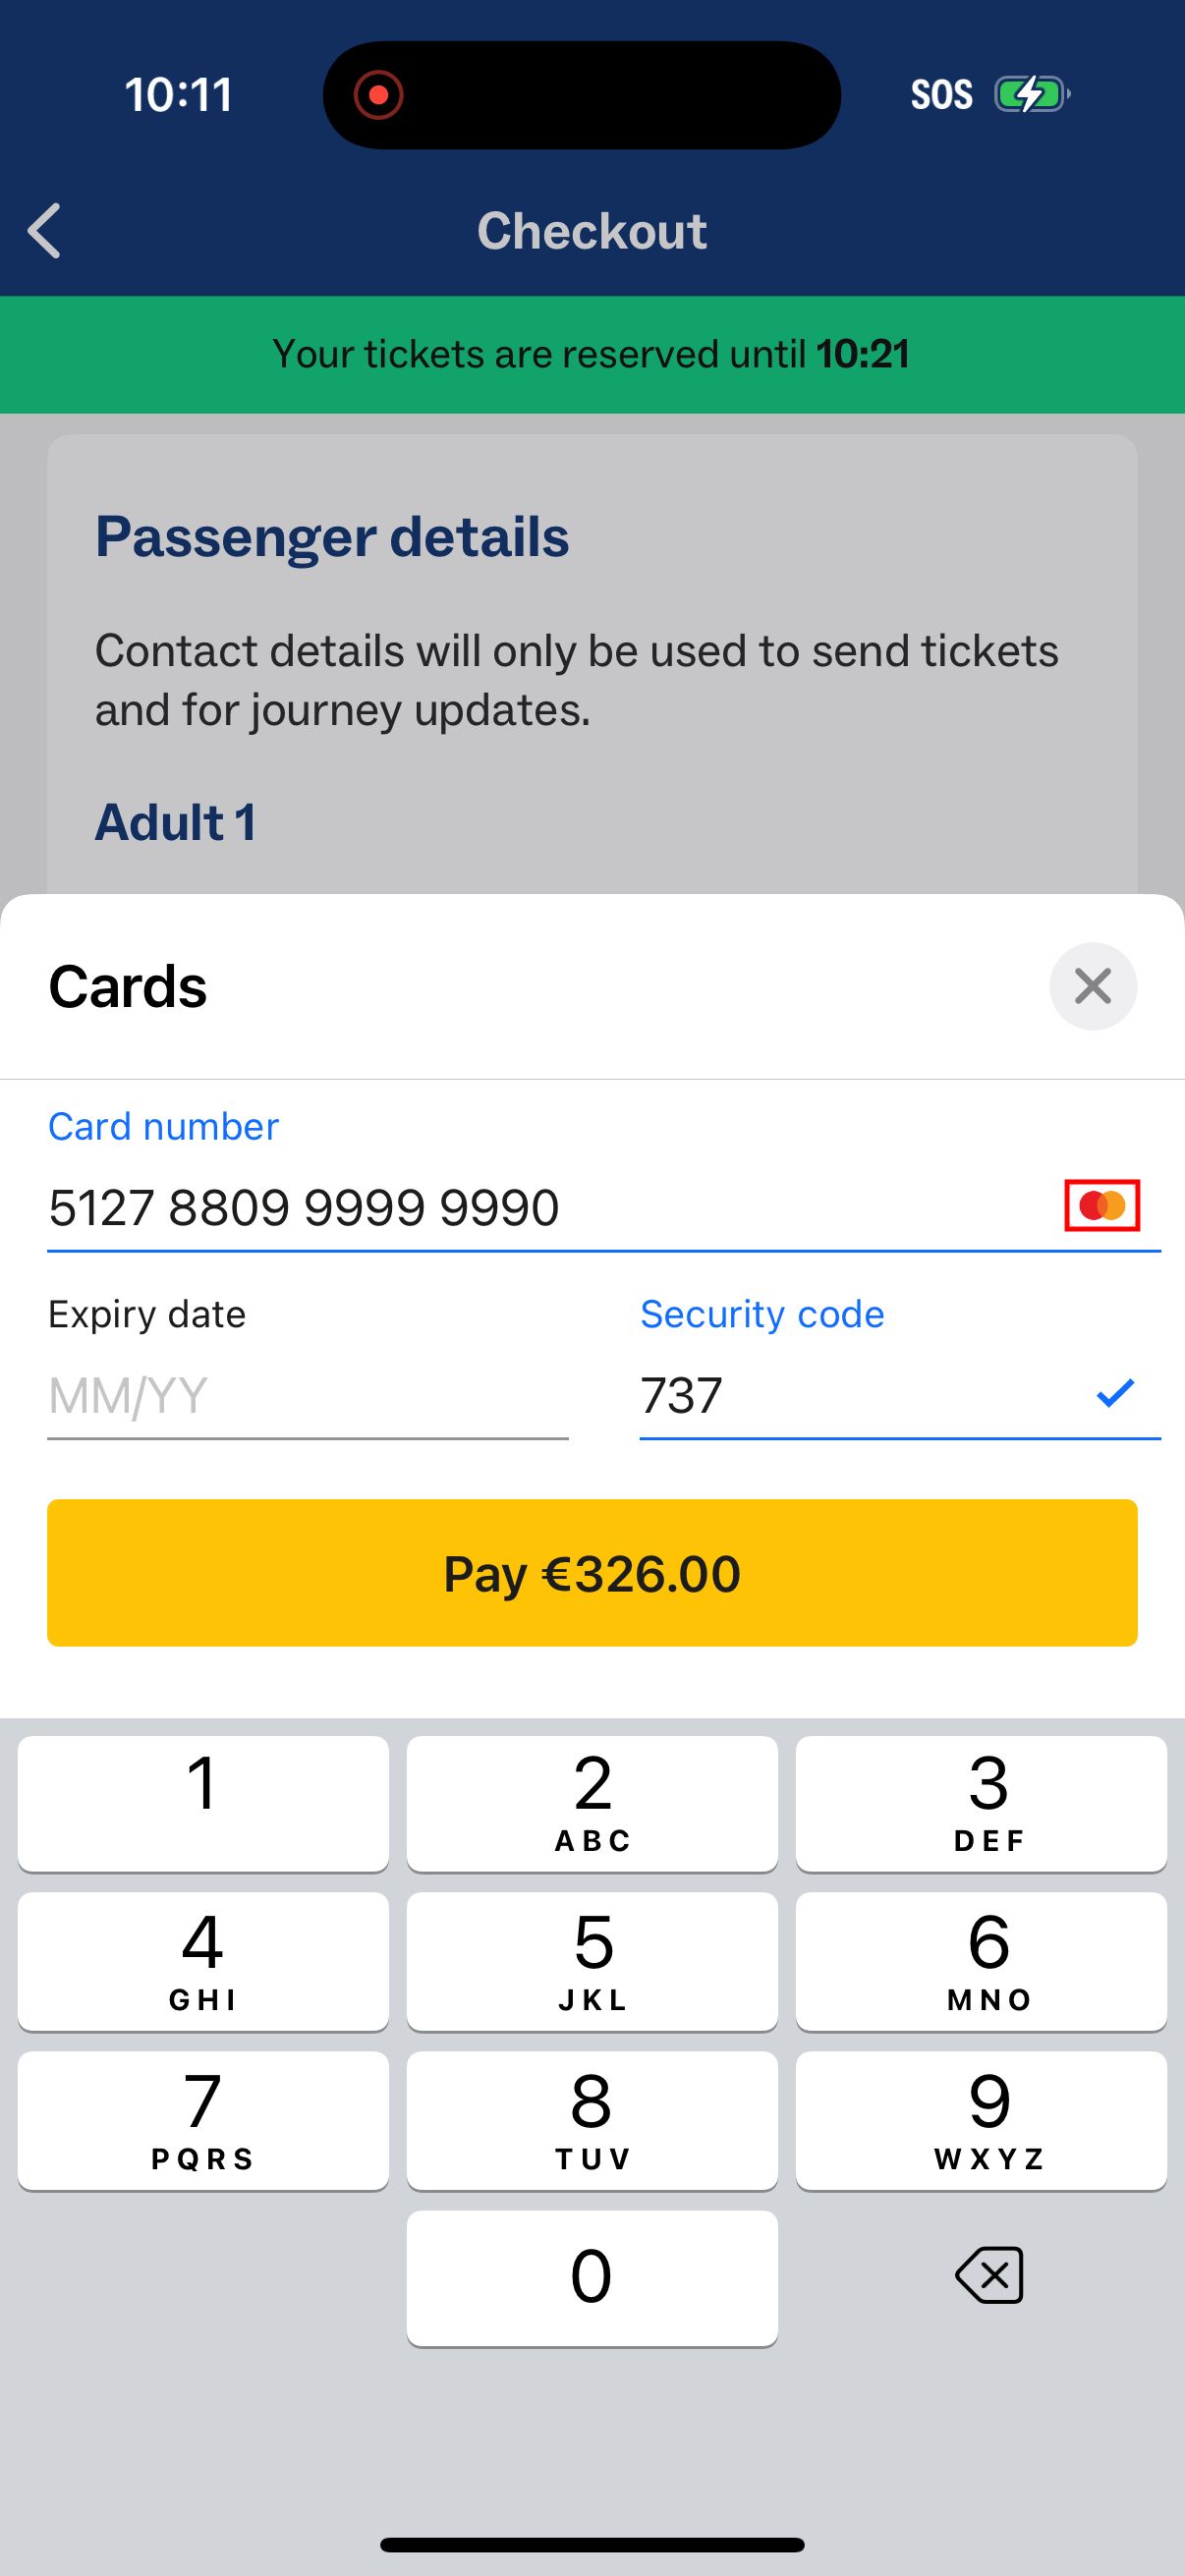 10:11
SOS
Checkout
Your tickets are reserved until 10:21
Passenger details
Contact details will only be used to send tickets
and for journey updates.
Adult 1
Cards
Card number
5127 8809 9999 9990
Expiry date
Security code
MM/YY
737
Pay €326.00
1
2
3
ABC
DEF
4
5
6
GHI
JKL
MNO
7
8
9
PQRS
TUV
WXYZ
0